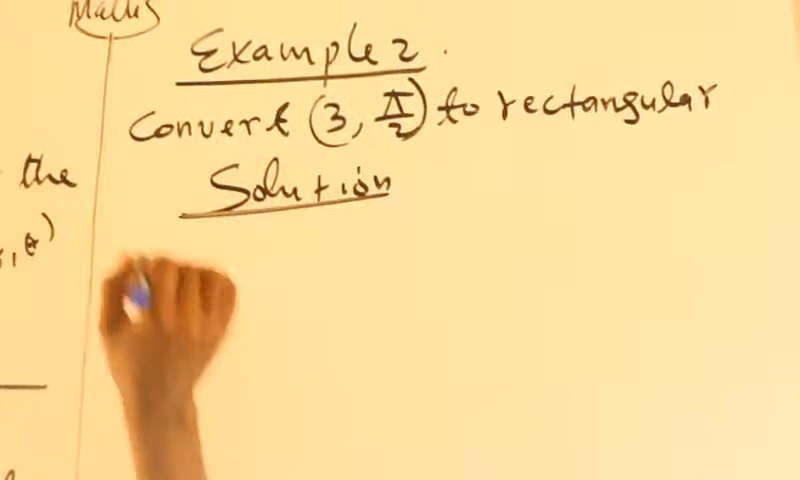 Maths
Example 2.
Convert (3, π/2) to rectangular
Solution
the
, θ)